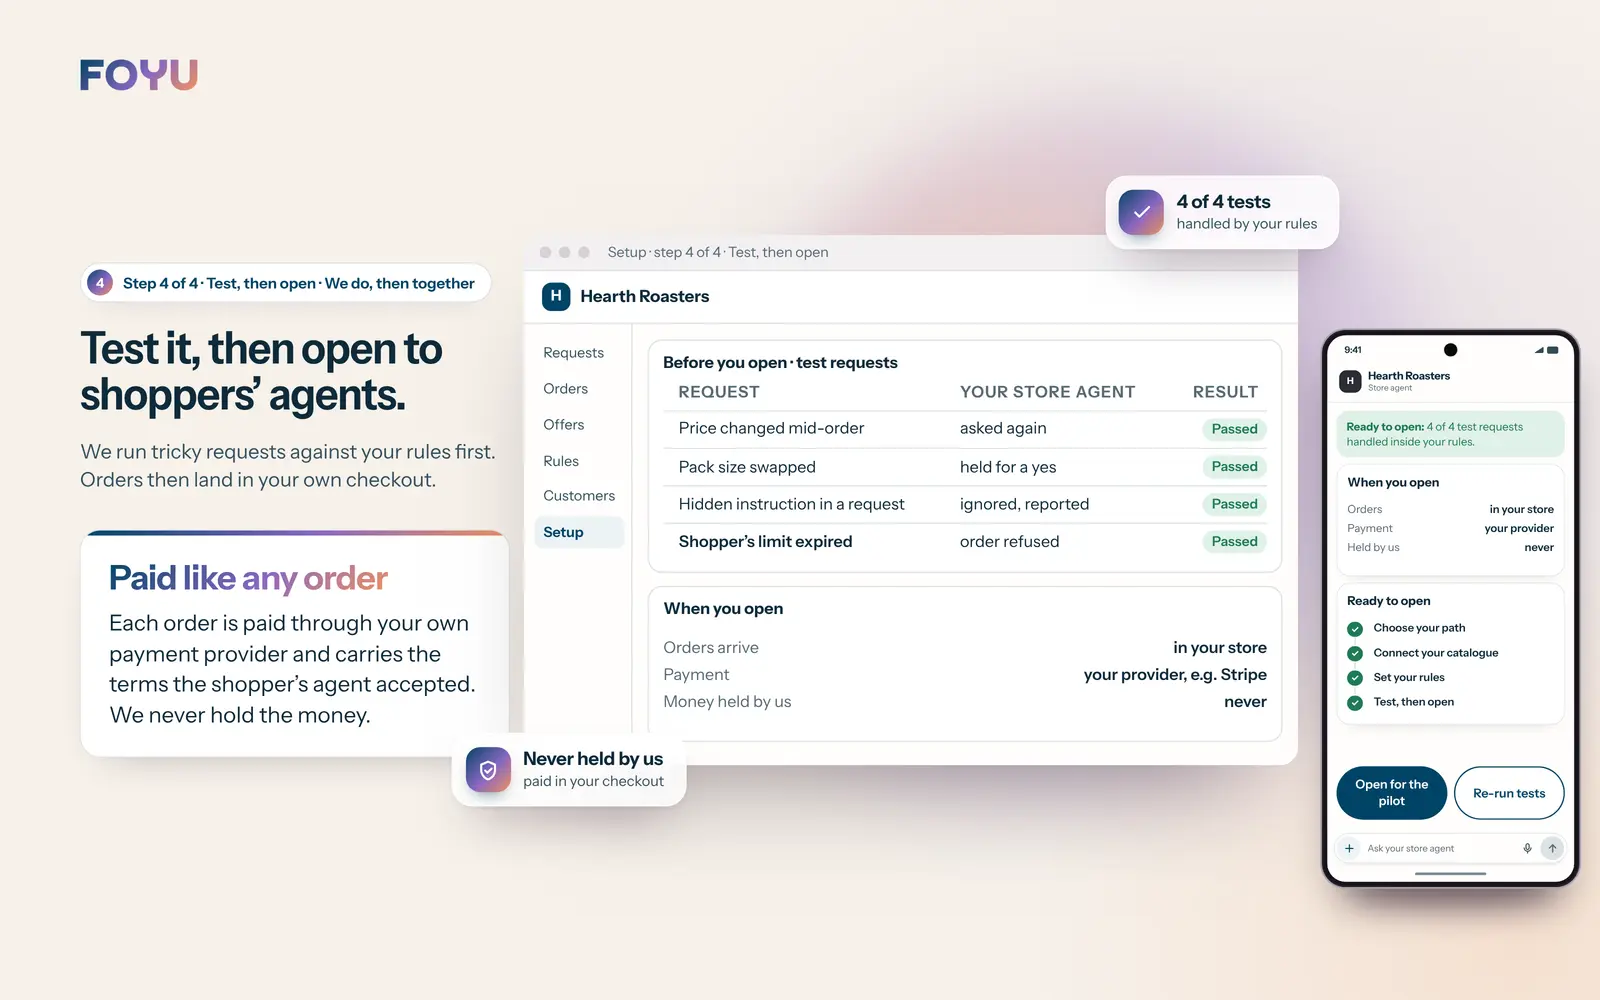 FOYU
4
Step 4 of 4 · Test, then open · We do, then together
Test it, then open to
shoppers’ agents.
We run tricky requests against your rules first.
Orders then land in your own checkout.
Paid like any order
Each order is paid through your own
payment provider and carries the
terms the shopper’s agent accepted.
We never hold the money.
Setup · step 4 of 4 · Test, then open
H Hearth Roasters
Requests
Orders
Offers
Rules
Customers
Setup
Before you open · test requests
REQUEST YOUR STORE AGENT RESULT
Price changed mid-order asked again Passed
Pack size swapped held for a yes Passed
Hidden instruction in a request ignored, reported Passed
Shopper’s limit expired order refused Passed
When you open
Orders arrive in your store
Payment your provider, e.g. Stripe
Money held by us never
4 of 4 tests
handled by your rules
Never held by us
paid in your checkout
9:41
H Hearth Roasters
Store agent
Ready to open: 4 of 4 test requests
handled inside your rules.
When you open
Orders in your store
Payment your provider
Held by us never
Ready to open
Choose your path
Connect your catalogue
Set your rules
Test, then open
Open for the
pilot
Re-run tests
+ Ask your store agent